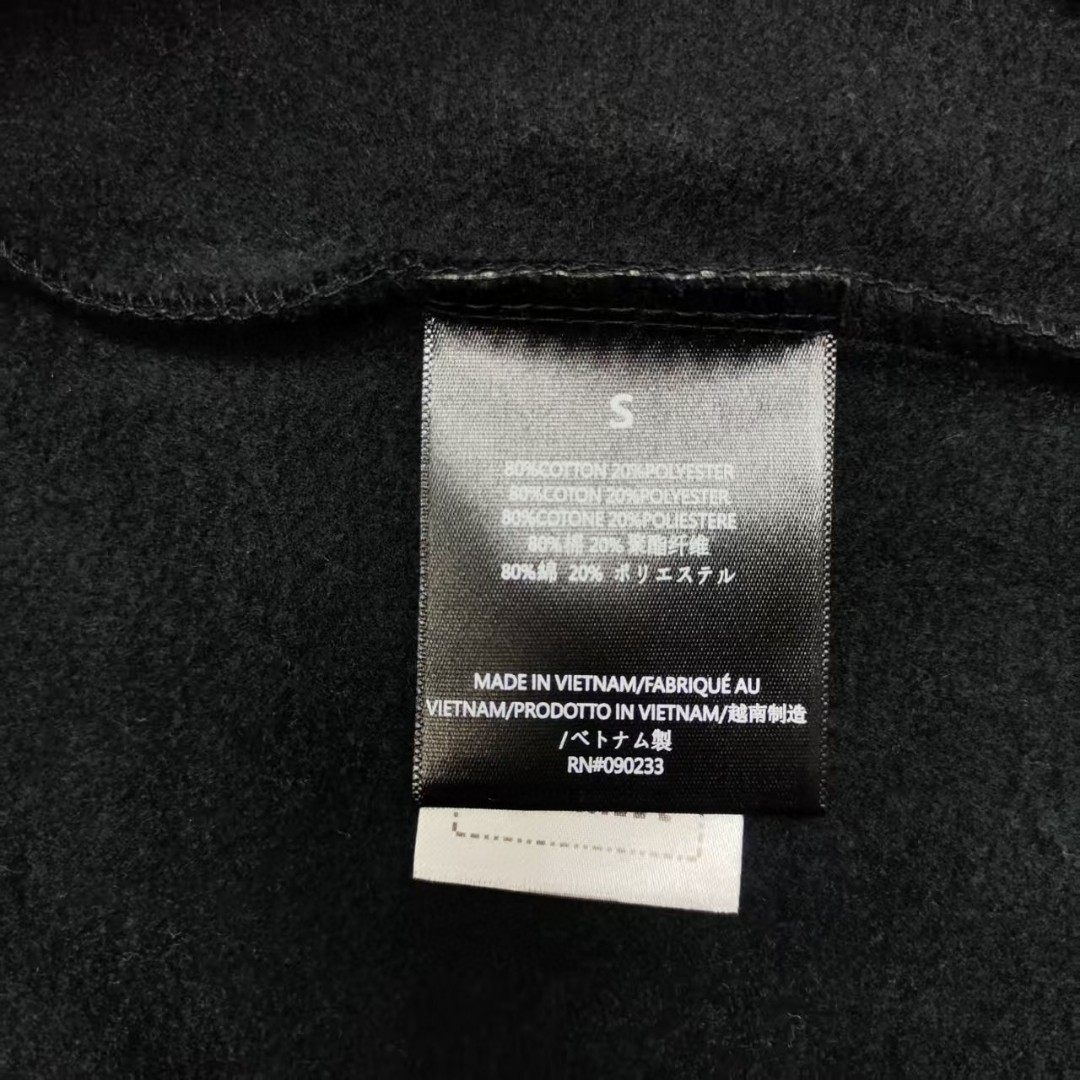 S
80%COTTON 20%POLYESTER
80%COTON 20%POLYESTER
80%COTONE 20%POLIESTERE
80%棉 20%聚酯纤维
80%綿 20% ポリエステル
MADE IN VIETNAM/FABRIQUÉ AU
VIETNAM/PRODOTTO IN VIETNAM/越南制造
/ベトナム製
RN#090233